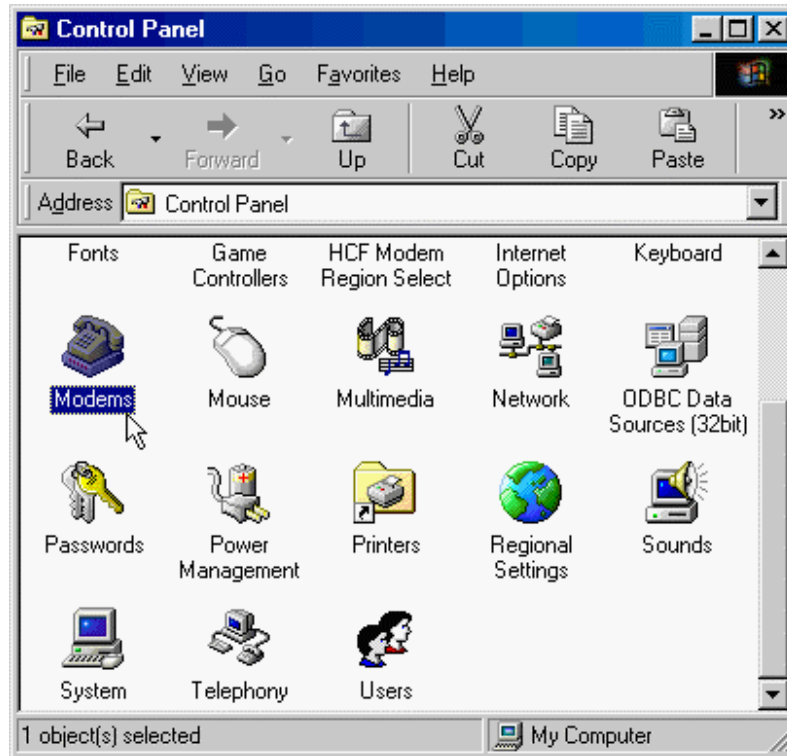 Control Panel
File Edit View Go Favorites Help
Back Forward Up Cut Copy Paste »
Address Control Panel
Fonts Game HCF Modem Internet Keyboard
Controllers Region Select Options
Modems Mouse Multimedia Network ODBC Data
Sources (32bit)
Passwords Power Printers Regional Sounds
Management Settings
System Telephony Users
1 object(s) selected My Computer